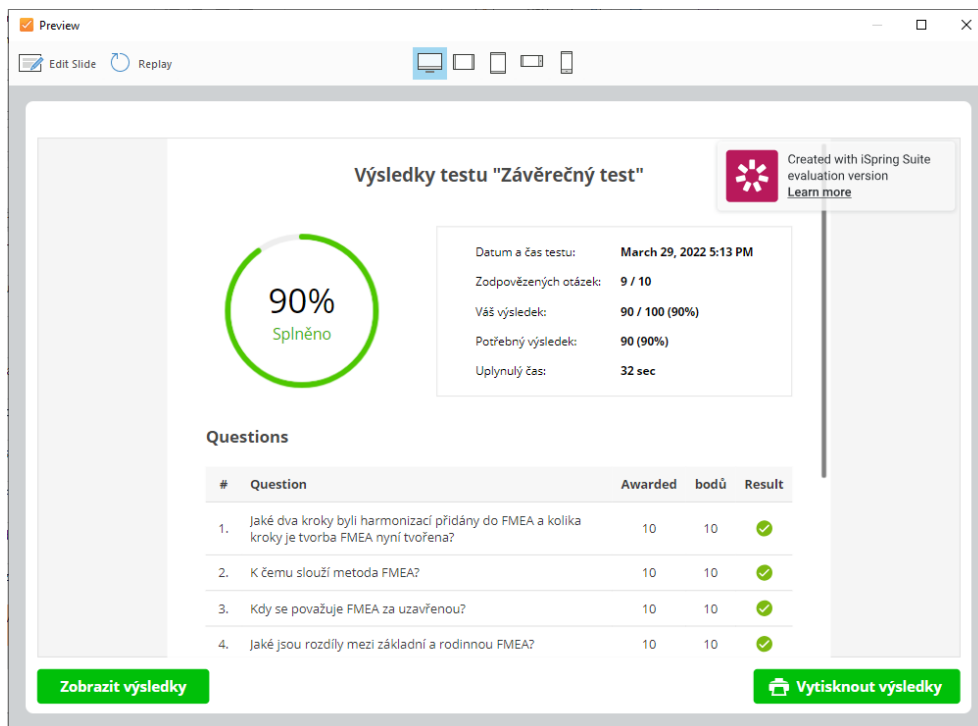 Preview
Edit Slide Replay
Created with iSpring Suite
evaluation version
Learn more
Výsledky testu "Závěrečný test"
90%
Splněno
Datum a čas testu: March 29, 2022 5:13 PM
Zodpovězených otázek: 9 / 10
Váš výsledek: 90 / 100 (90%)
Potřebný výsledek: 90 (90%)
Uplynulý čas: 32 sec
Questions
# Question Awarded bodů Result
1. Jaké dva kroky byli harmonizací přidány do FMEA a kolika
kroky je tvorba FMEA nyní tvořena? 10 10
2. K čemu slouží metoda FMEA? 10 10
3. Kdy se považuje FMEA za uzavřenou? 10 10
4. Jaké jsou rozdíly mezi základní a rodinnou FMEA? 10 10
Zobrazit výsledky Vytisknout výsledky